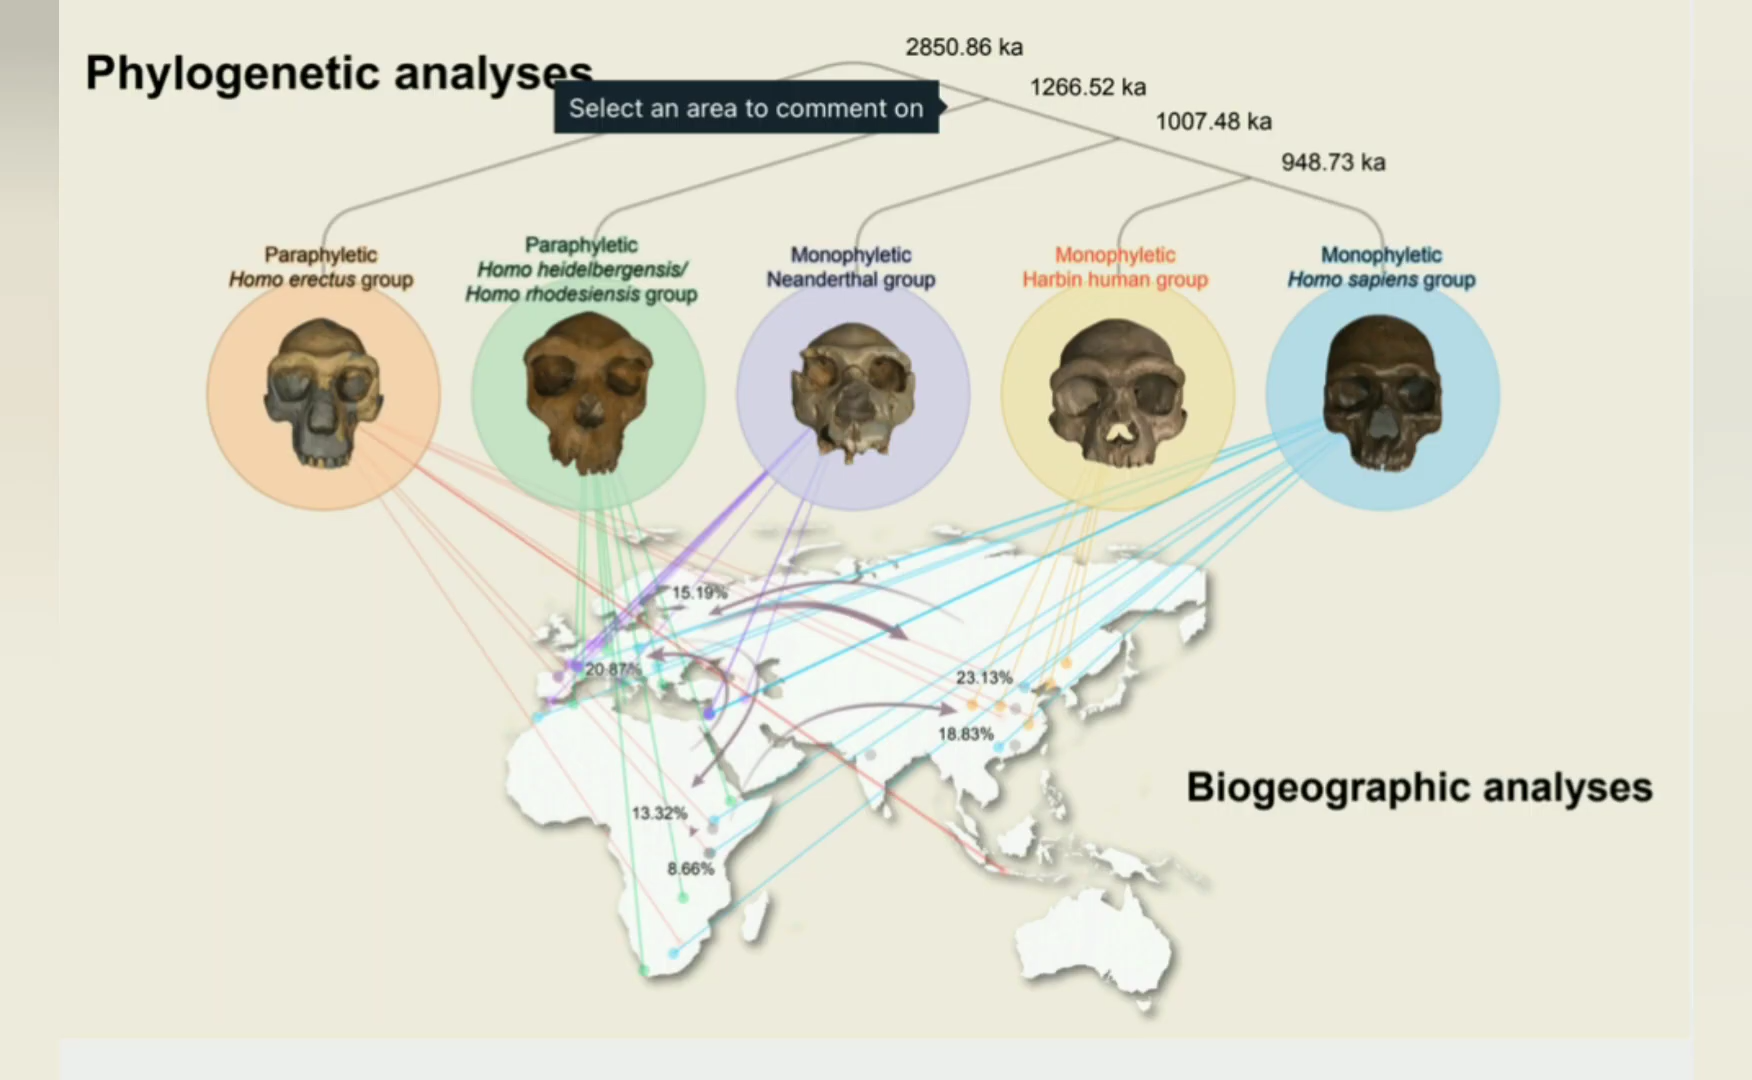 Phylogenetic analyses
Select an area to comment on
2850.86 ka
1266.52 ka
1007.48 ka
948.73 ka
Paraphyletic
Homo erectus group
Paraphyletic
Homo heidelbergensis/
Homo rhodesiensis group
Monophyletic
Neanderthal group
Monophyletic
Harbin human group
Monophyletic
Homo sapiens group
15.19%
20.87%
23.13%
18.83%
13.32%
8.66%
Biogeographic analyses